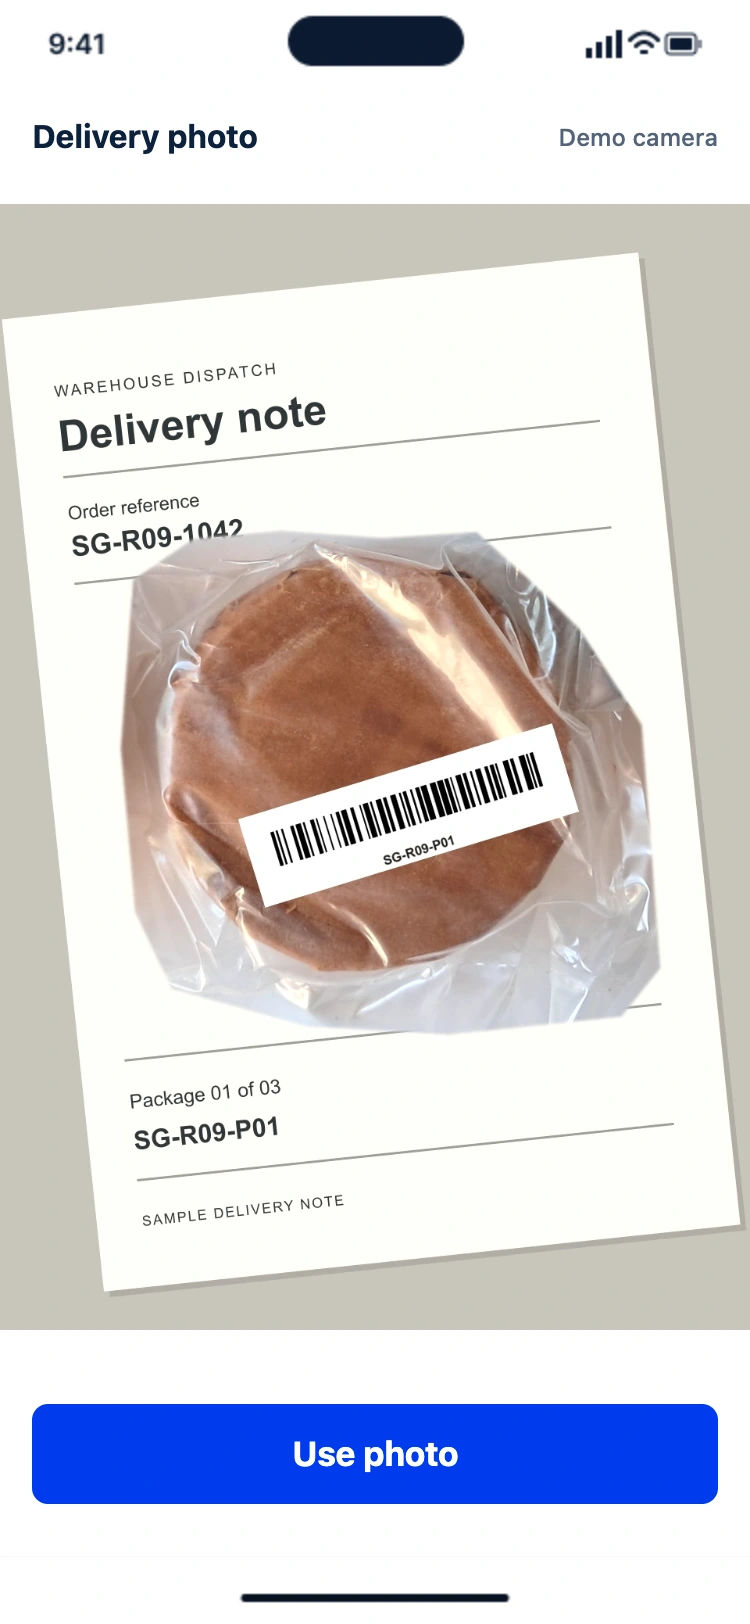 9:41
Delivery photo
Demo camera
WAREHOUSE DISPATCH
Delivery note
Order reference
SG-R09-1042
SG-R09-P01
Package 01 of 03
SG-R09-P01
SAMPLE DELIVERY NOTE
Use photo